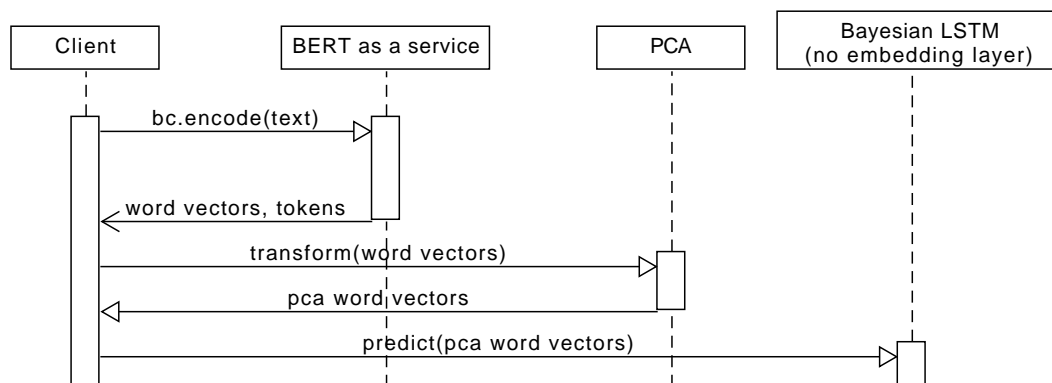 Client
BERT as a service
PCA
Bayesian LSTM
(no embedding layer)
bc.encode(text)
word vectors, tokens
transform(word vectors)
pca word vectors
predict(pca word vectors)